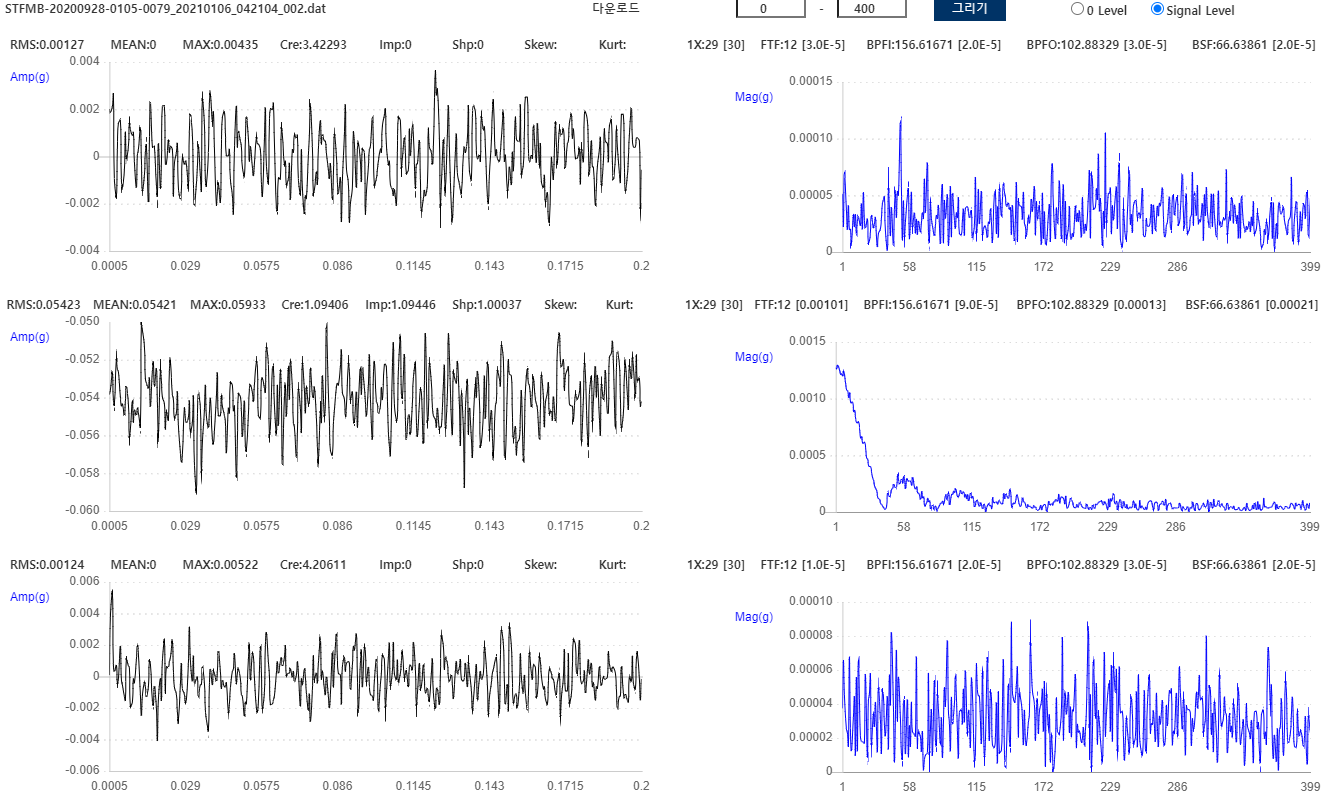 STFMB-20200928-0105-0079_20210106_042104_002.dat 다운로드 0 - 400 그리기 0 Level Signal Level
RMS:0.00127 MEAN:0 MAX:0.00435 Cre:3.42293 Imp:0 Shp:0 Skew: Kurt:
Amp(g)
0.004
0.002
0
-0.002
-0.004
0.0005 0.029 0.0575 0.086 0.1145 0.143 0.1715 0.2
1X:29 [30] FTF:12 [3.0E-5] BPFI:156.61671 [2.0E-5] BPFO:102.88329 [3.0E-5] BSF:66.63861 [2.0E-5]
Mag(g)
0.00015
0.00010
0.00005
0
1 58 115 172 229 286 399
RMS:0.05423 MEAN:0.05421 MAX:0.05933 Cre:1.09406 Imp:1.09446 Shp:1.00037 Skew: Kurt:
Amp(g)
-0.050
-0.052
-0.054
-0.056
-0.058
-0.060
0.0005 0.029 0.0575 0.086 0.1145 0.143 0.1715 0.2
1X:29 [30] FTF:12 [0.00101] BPFI:156.61671 [9.0E-5] BPFO:102.88329 [0.00013] BSF:66.63861 [0.00021]
Mag(g)
0.0015
0.0010
0.0005
0
1 58 115 172 229 286 399
RMS:0.00124 MEAN:0 MAX:0.00522 Cre:4.20611 Imp:0 Shp:0 Skew: Kurt:
Amp(g)
0.006
0.004
0.002
0
-0.002
-0.004
-0.006
0.0005 0.029 0.0575 0.086 0.1145 0.143 0.1715 0.2
1X:29 [30] FTF:12 [1.0E-5] BPFI:156.61671 [2.0E-5] BPFO:102.88329 [3.0E-5] BSF:66.63861 [2.0E-5]
Mag(g)
0.00010
0.00008
0.00006
0.00004
0.00002
0
1 58 115 172 229 286 399